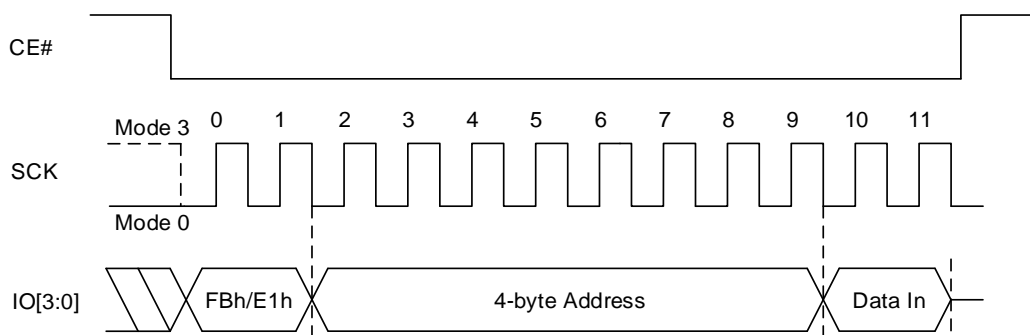 CE#
Mode 3 0 1 2 3 4 5 6 7 8 9 10 11
SCK
Mode 0
IO[3:0] FBh/E1h 4-byte Address Data In